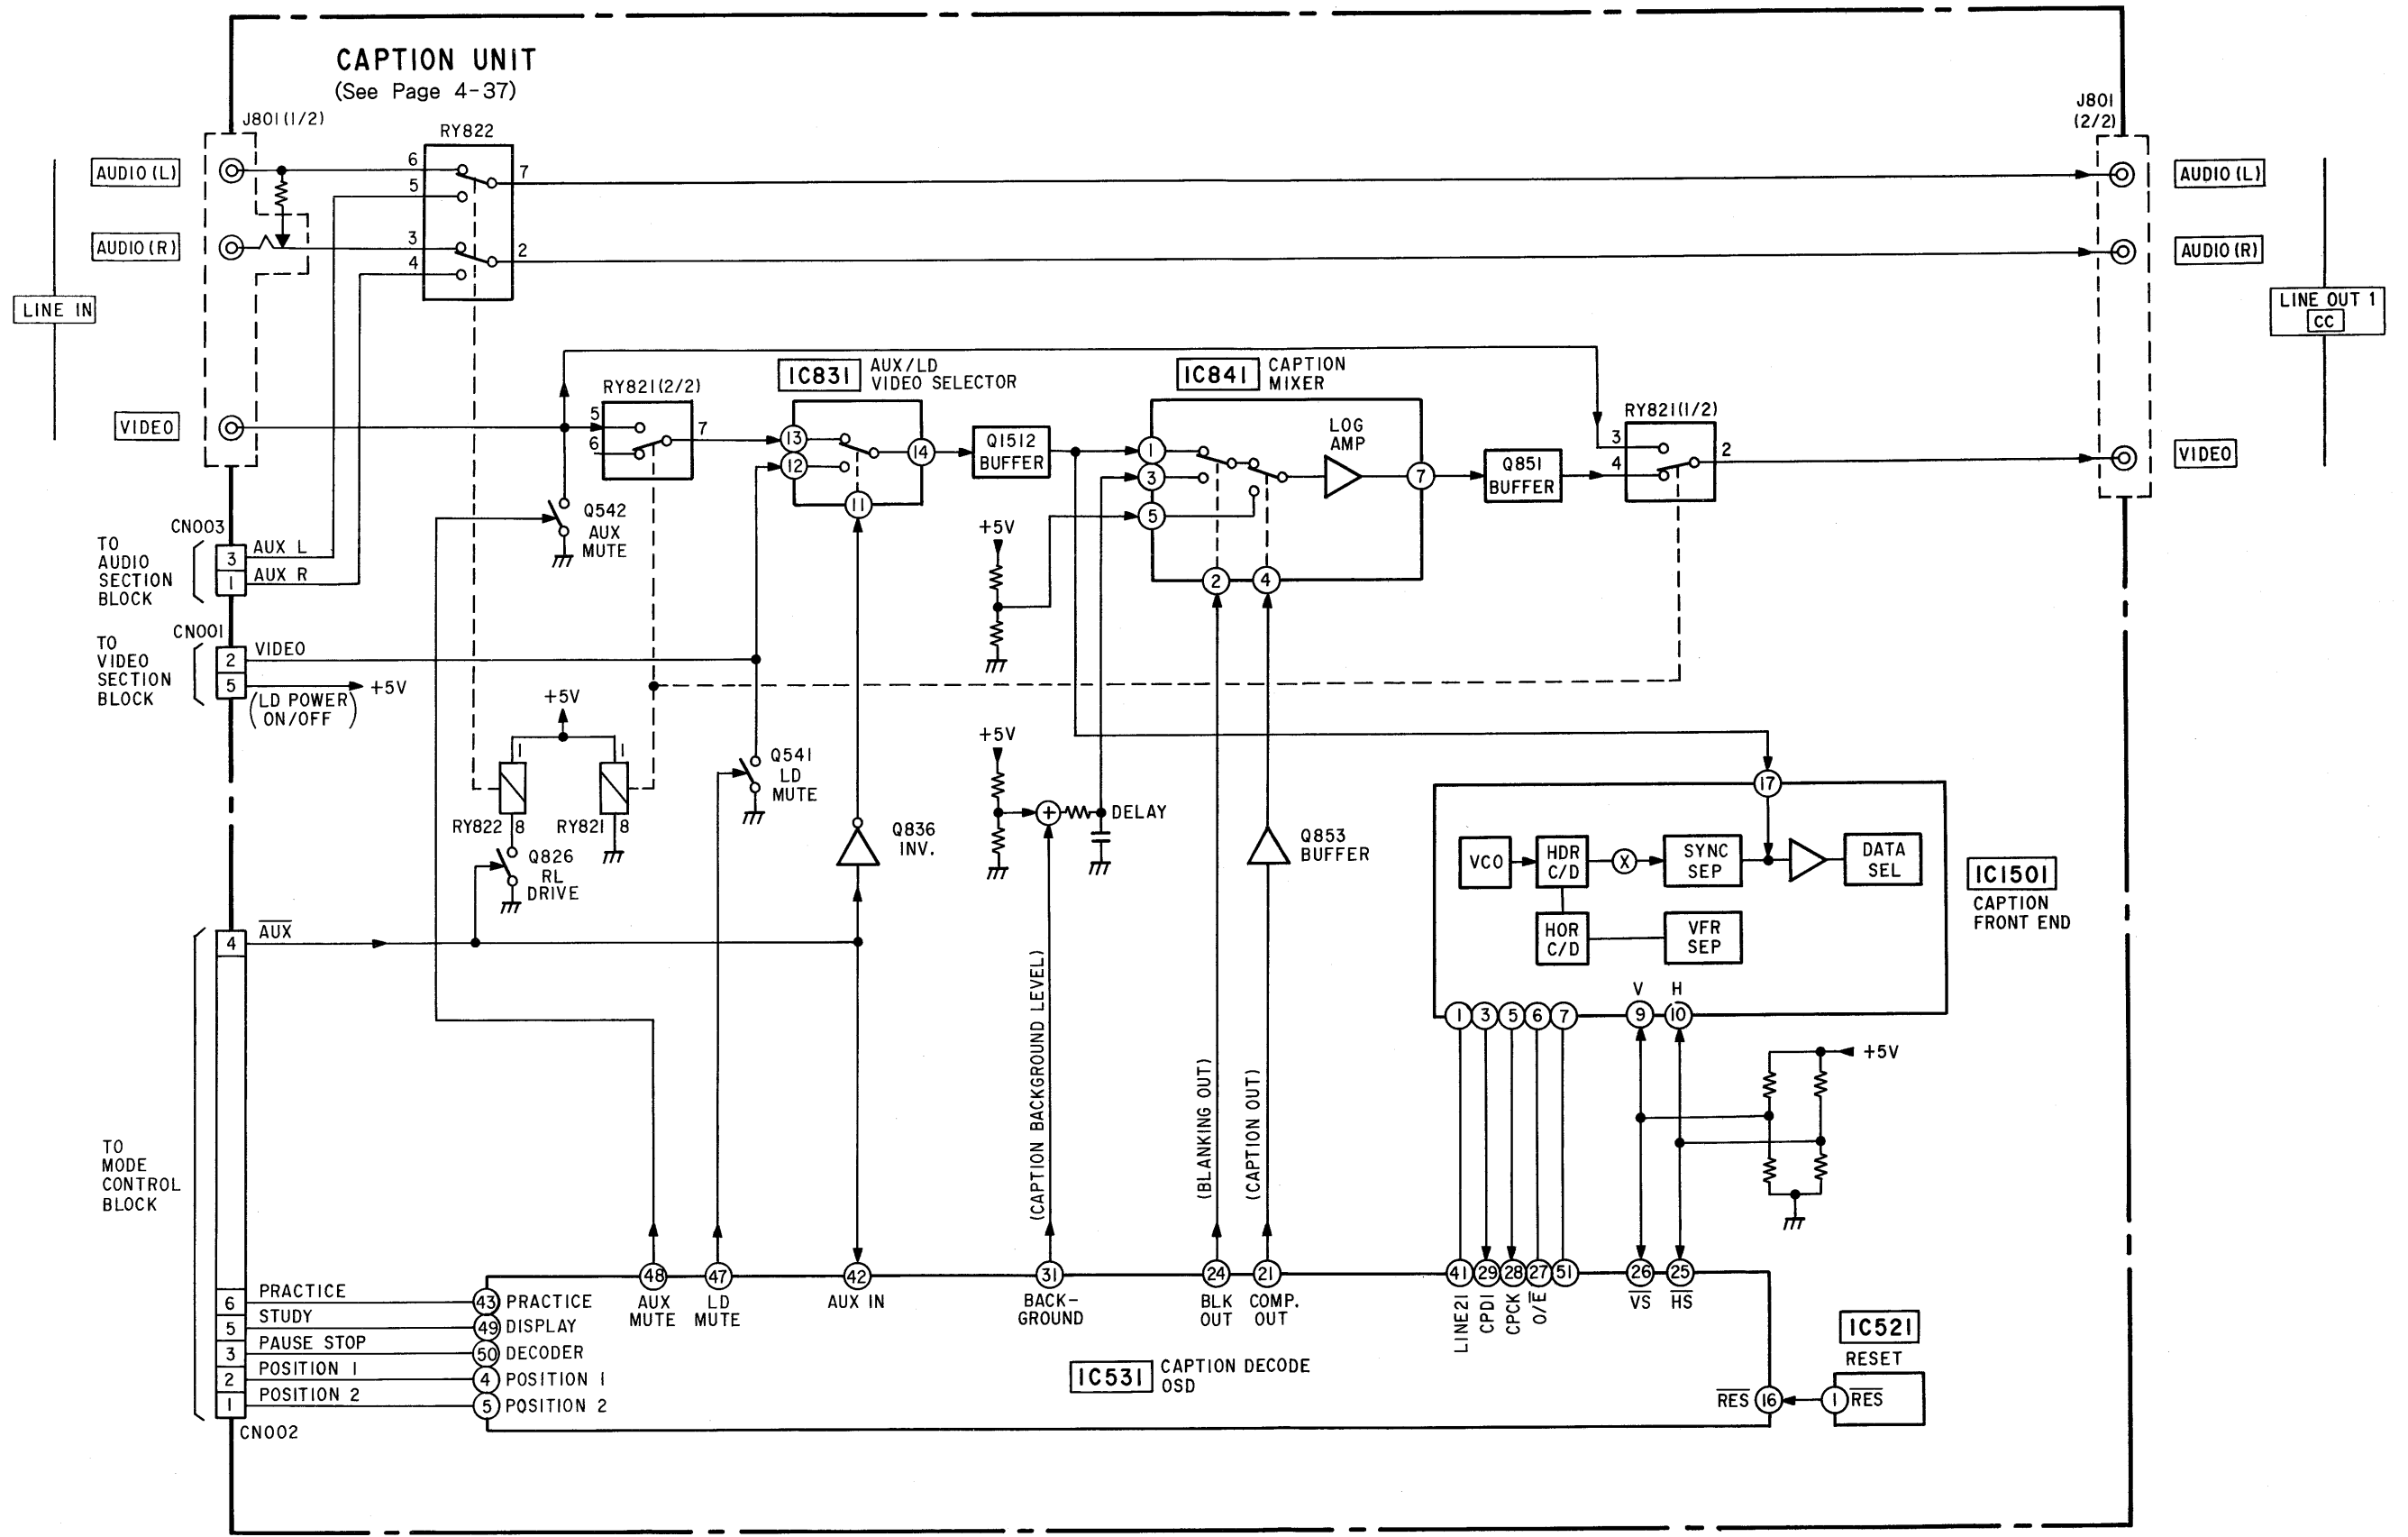 CAPTION UNIT
(See Page 4-37)
J801(1/2)
RY822
J801
(2/2)
AUDIO (L)
6
5
7
AUDIO (L)
AUDIO (R)
3
4
2
AUDIO (R)
LINE IN
LINE OUT 1
CC
VIDEO
RY821(2/2)
5
6
7
IC831
AUX/LD
VIDEO SELECTOR
13
12
14
11
Q1512
BUFFER
IC841
CAPTION
MIXER
LOG
AMP
1
3
5
7
2
4
Q851
BUFFER
RY821(1/2)
3
4
2
VIDEO
Q542
AUX
MUTE
+5V
CN003
TO
AUDIO
SECTION
BLOCK
3
AUX L
1
AUX R
CN001
TO
VIDEO
SECTION
BLOCK
2
VIDEO
5
+5V
(LD POWER
ON/OFF)
+5V
1
1
RY822
8
RY821
8
Q826
RL
DRIVE
Q541
LD
MUTE
Q836
INV.
+5V
+
DELAY
Q853
BUFFER
17
VCO
HDR
C/D
X
SYNC
SEP
DATA
SEL
HOR
C/D
VFR
SEP
IC1501
CAPTION
FRONT END
V
H
1
3
5
6
7
9
10
+5V
4
A̅U̅X̅
(CAPTION BACKGROUND LEVEL)
(BLANKING OUT)
(CAPTION OUT)
TO
MODE
CONTROL
BLOCK
6
PRACTICE
5
STUDY
3
PAUSE STOP
2
POSITION 1
1
POSITION 2
CN002
43
PRACTICE
49
DISPLAY
50
DECODER
4
POSITION 1
5
POSITION 2
48
AUX
MUTE
47
LD
MUTE
42
AUX IN
31
BACK-
GROUND
24
BLK
OUT
21
COMP.
OUT
41
LINE21
29
CPDI
28
CPCK
27
O/E̅
51
26
V̅S̅
25
H̅S̅
IC531
CAPTION DECODE
OSD
IC521
RESET
R̅E̅S̅
16
1
R̅E̅S̅